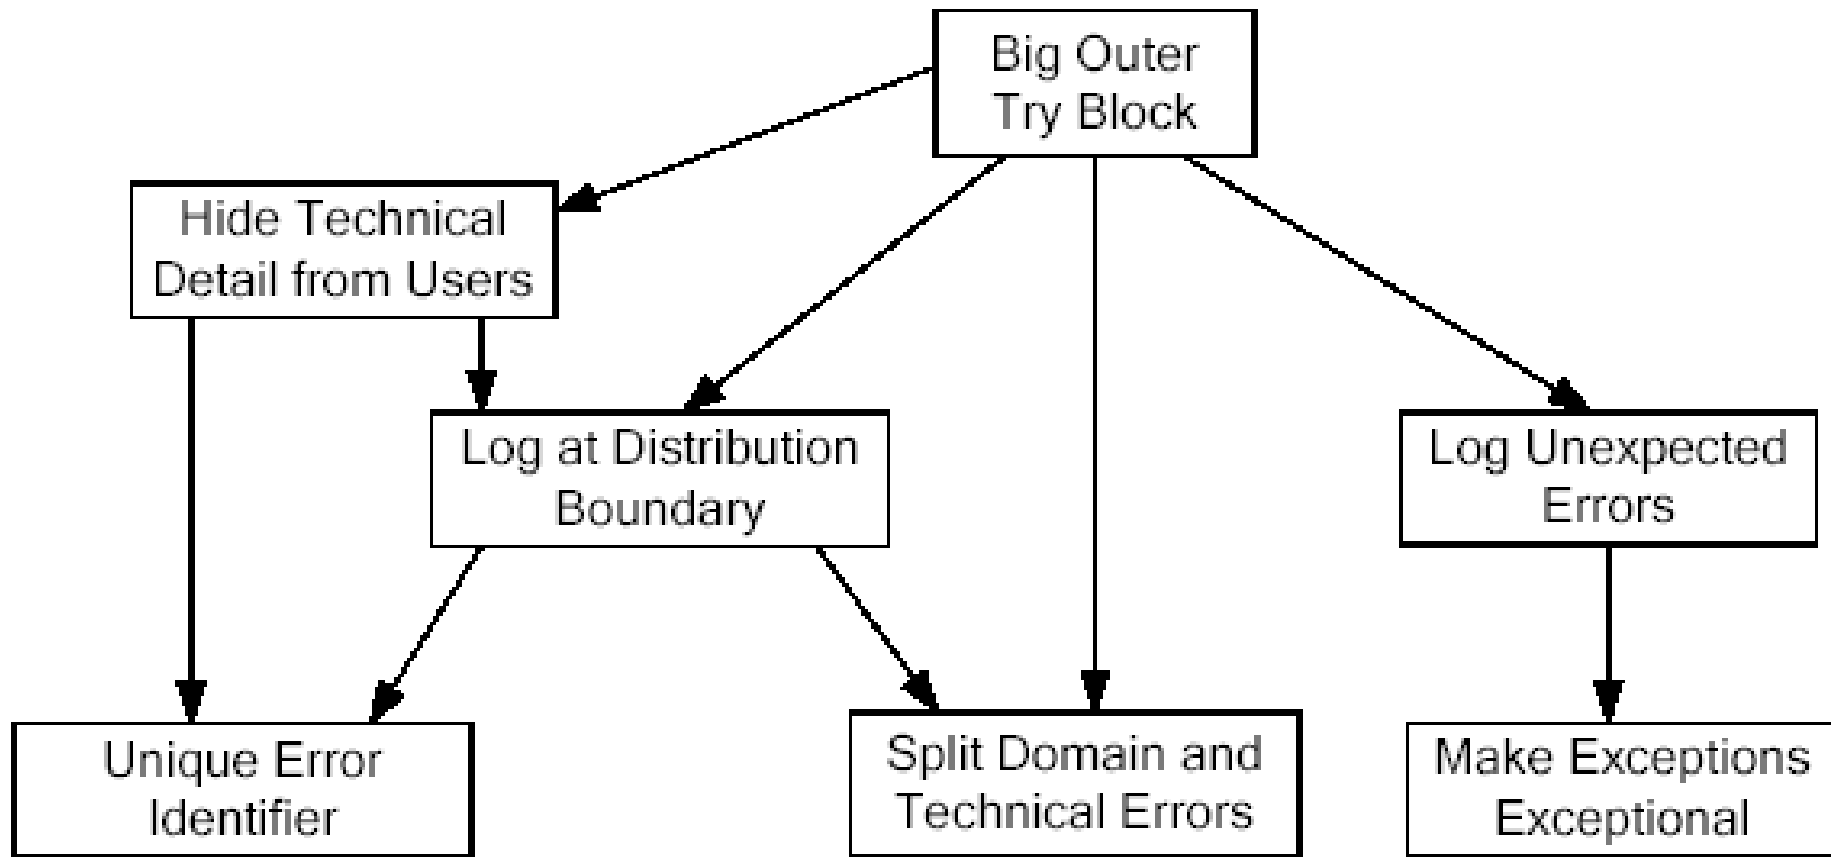 Big Outer
Try Block
Hide Technical
Detail from Users
Log at Distribution
Boundary
Log Unexpected
Errors
Unique Error
Identifier
Split Domain and
Technical Errors
Make Exceptions
Exceptional